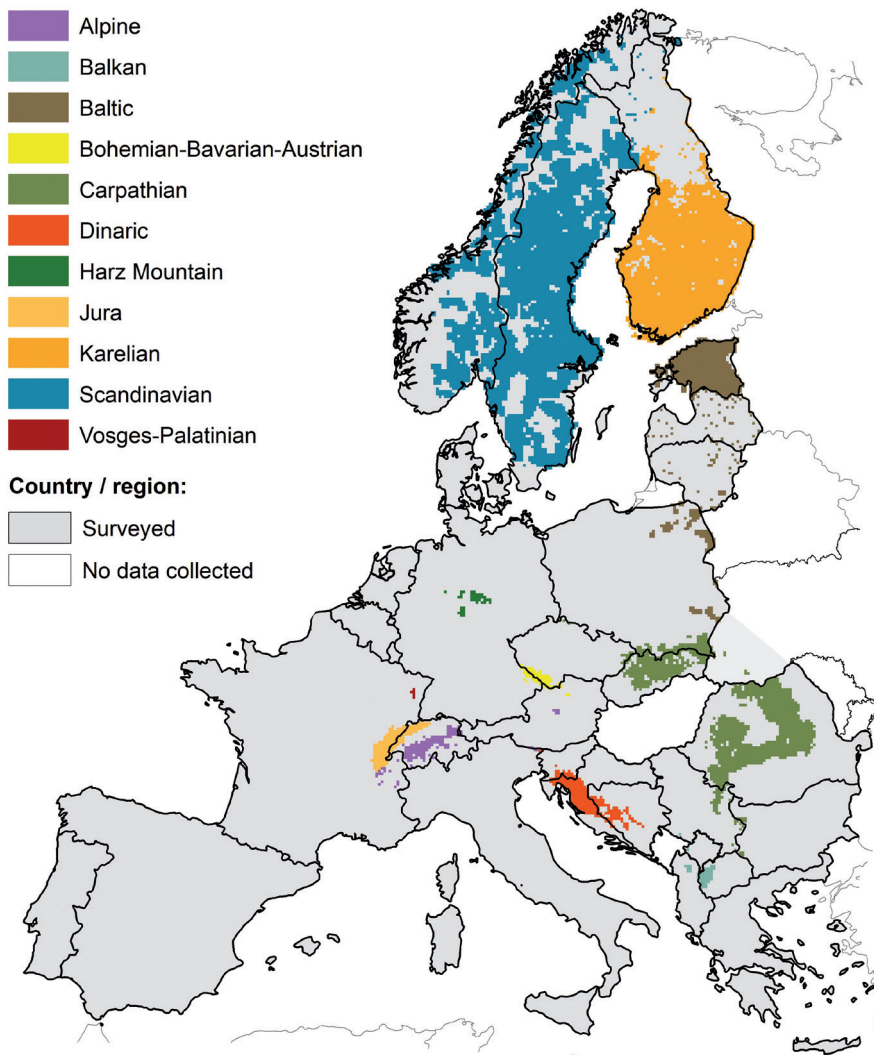 Alpine
Balkan
Baltic
Bohemian-Bavarian-Austrian
Carpathian
Dinaric
Harz Mountain
Jura
Karelian
Scandinavian
Vosges-Palatinian
Country / region:
Surveyed
No data collected